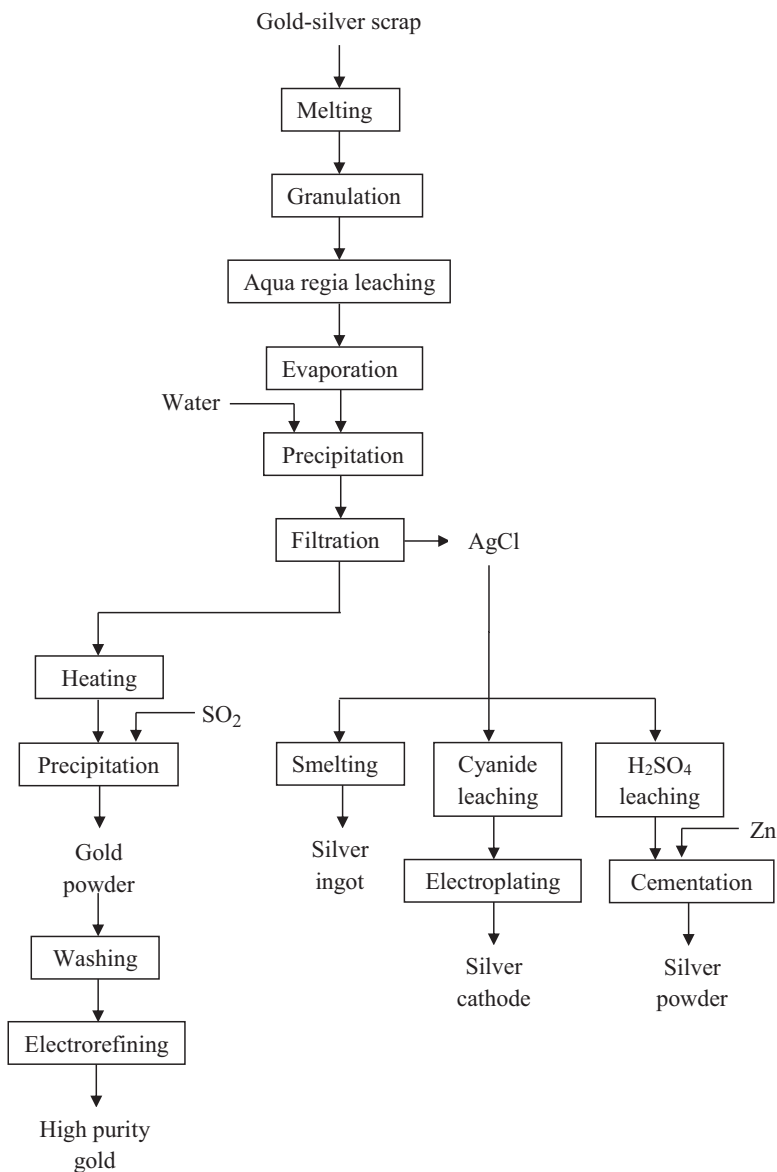 Gold-silver scrap
Melting
Granulation
Aqua regia leaching
Evaporation
Water
Precipitation
Filtration
AgCl
Heating
SO₂
Precipitation
Gold
powder
Washing
Electrorefining
High purity
gold
Smelting
Silver
ingot
Cyanide
leaching
Electroplating
Silver
cathode
H₂SO₄
leaching
Zn
Cementation
Silver
powder